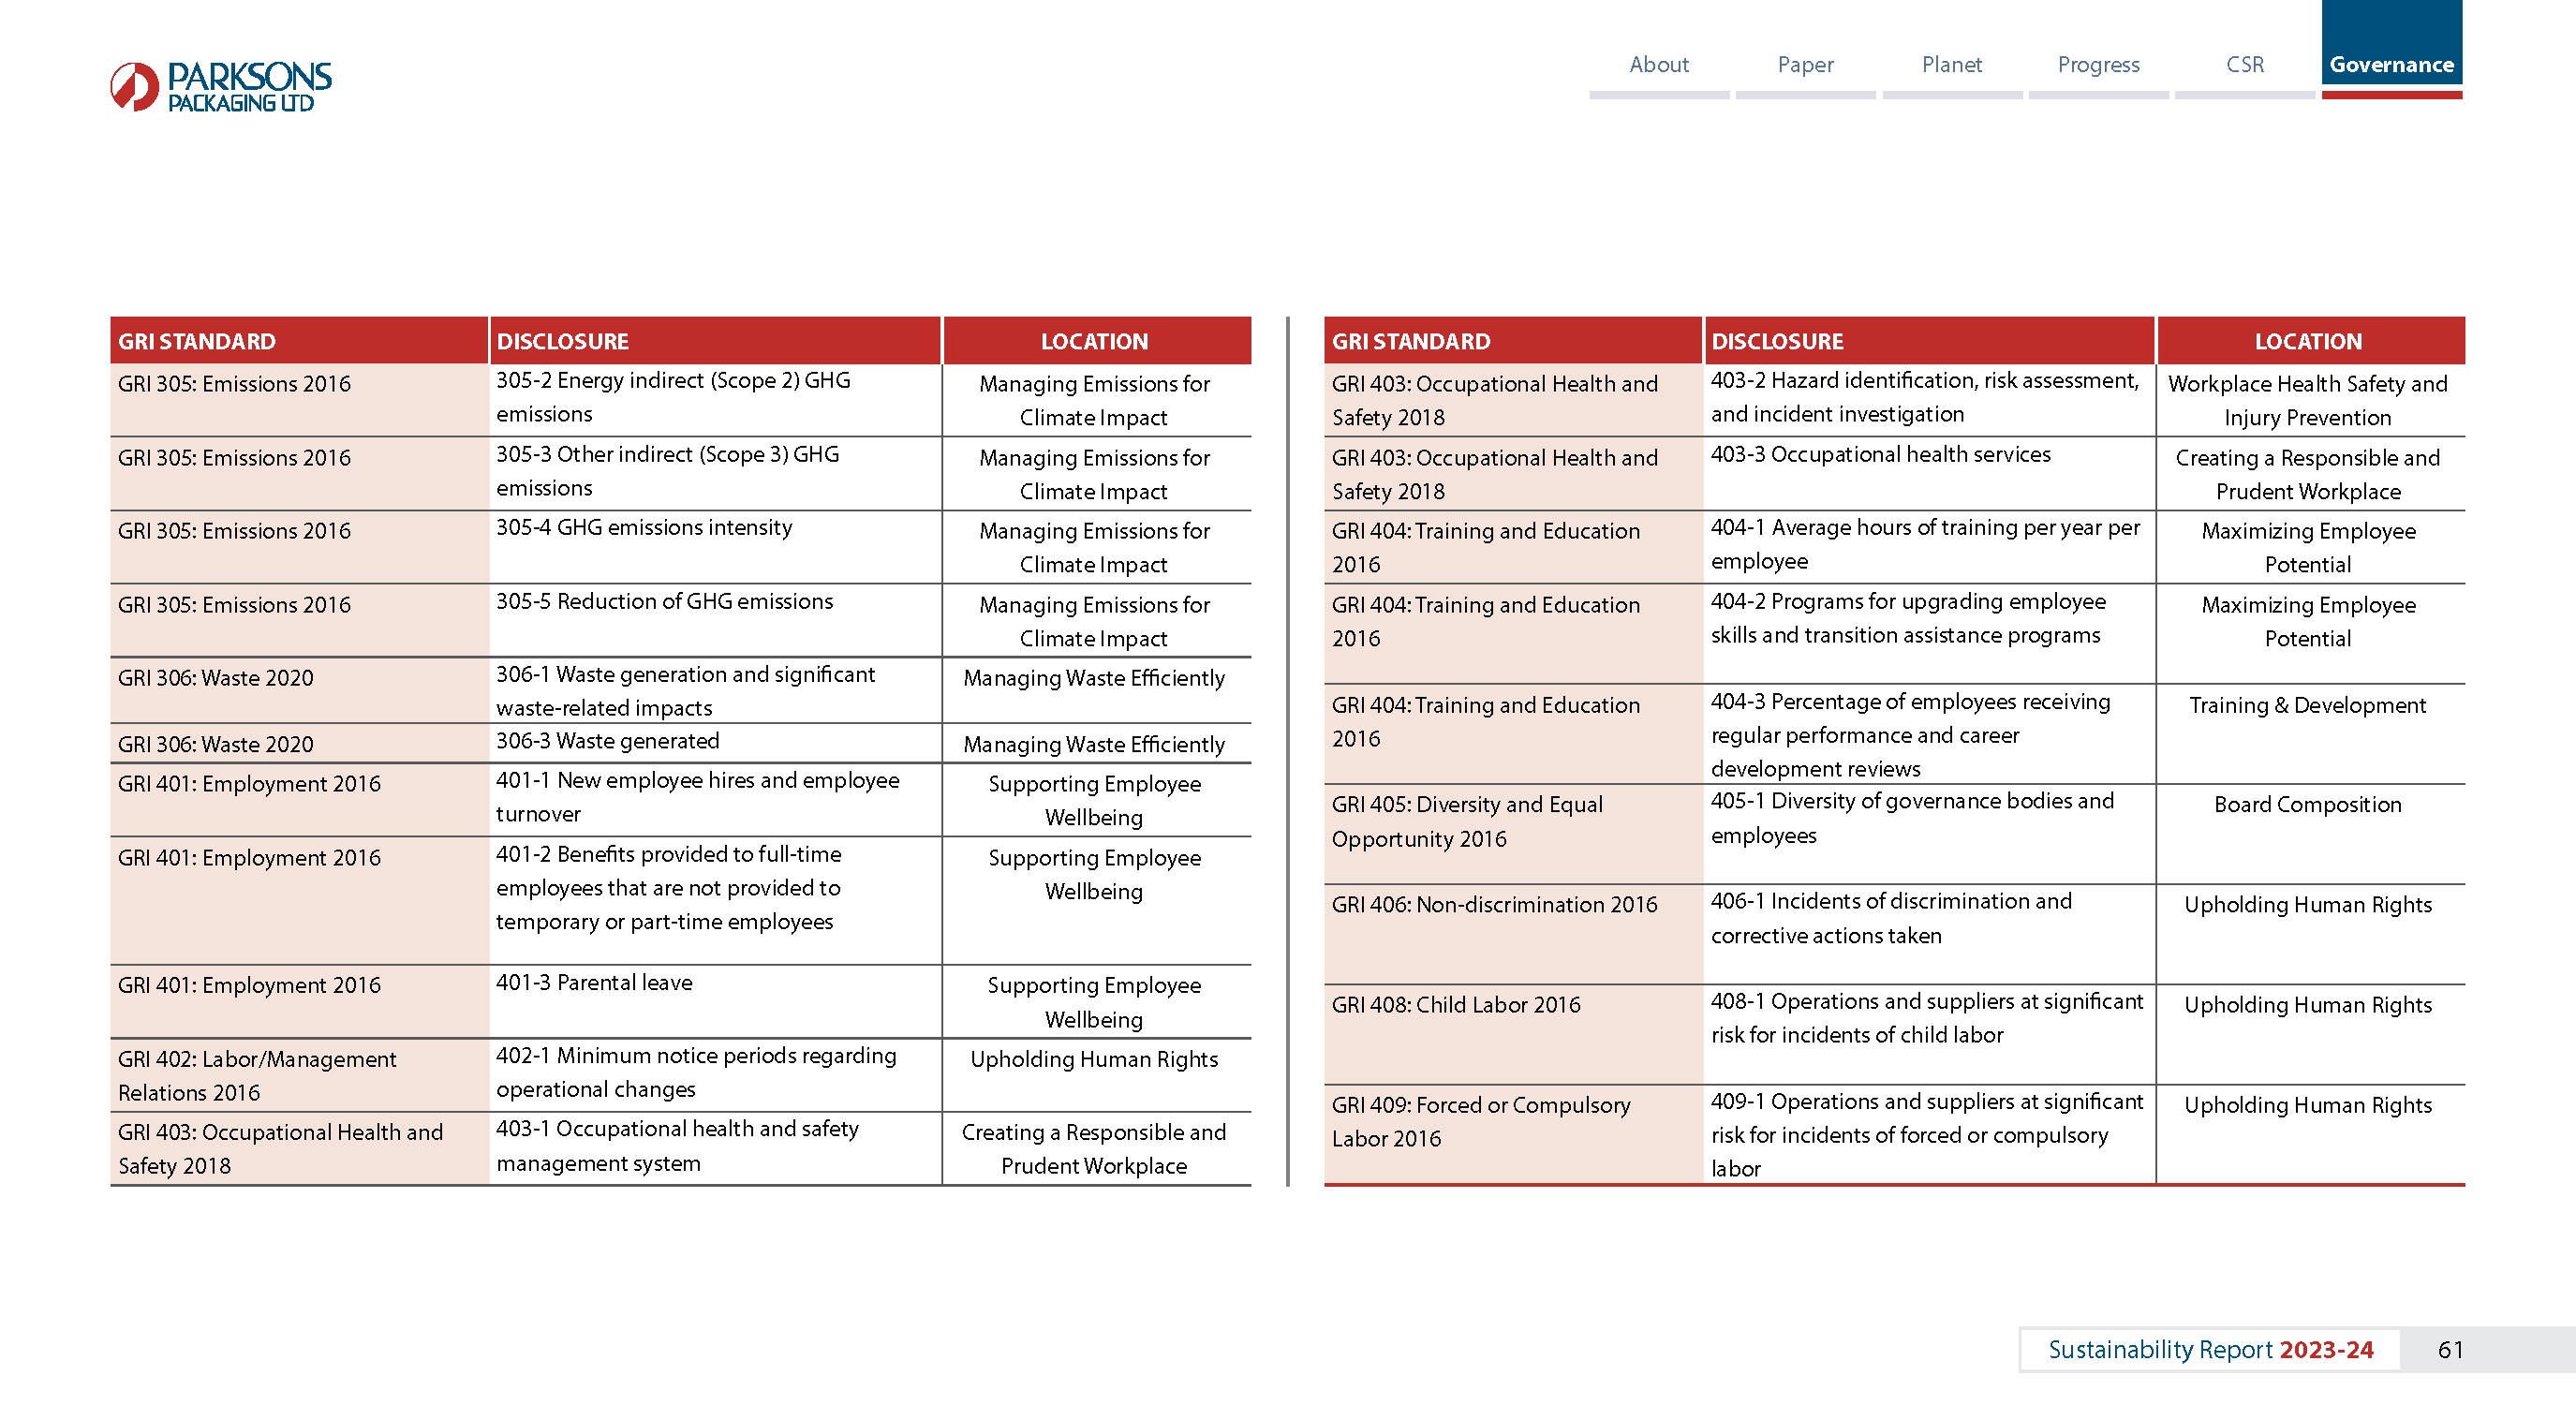 PARKSONS
PACKAGING LTD
About Paper Planet Progress CSR Governance
GRI STANDARD DISCLOSURE LOCATION
GRI 305: Emissions 2016 305-2 Energy indirect (Scope 2) GHG Managing Emissions for
emissions Climate Impact
GRI 305: Emissions 2016 305-3 Other indirect (Scope 3) GHG Managing Emissions for
emissions Climate Impact
GRI 305: Emissions 2016 305-4 GHG emissions intensity Managing Emissions for
Climate Impact
GRI 305: Emissions 2016 305-5 Reduction of GHG emissions Managing Emissions for
Climate Impact
GRI 306: Waste 2020 306-1 Waste generation and significant Managing Waste Efficiently
waste-related impacts
GRI 306: Waste 2020 306-3 Waste generated Managing Waste Efficiently
GRI 401: Employment 2016 401-1 New employee hires and employee Supporting Employee
turnover Wellbeing
GRI 401: Employment 2016 401-2 Benefits provided to full-time Supporting Employee
employees that are not provided to Wellbeing
temporary or part-time employees
GRI 401: Employment 2016 401-3 Parental leave Supporting Employee
Wellbeing
GRI 402: Labor/Management 402-1 Minimum notice periods regarding Upholding Human Rights
Relations 2016 operational changes
GRI 403: Occupational Health and 403-1 Occupational health and safety Creating a Responsible and
Safety 2018 management system Prudent Workplace
GRI STANDARD DISCLOSURE LOCATION
GRI 403: Occupational Health and 403-2 Hazard identification, risk assessment, Workplace Health Safety and
Safety 2018 and incident investigation Injury Prevention
GRI 403: Occupational Health and 403-3 Occupational health services Creating a Responsible and
Safety 2018 Prudent Workplace
GRI 404: Training and Education 404-1 Average hours of training per year per Maximizing Employee
2016 employee Potential
GRI 404: Training and Education 404-2 Programs for upgrading employee Maximizing Employee
2016 skills and transition assistance programs Potential
GRI 404: Training and Education 404-3 Percentage of employees receiving Training & Development
2016 regular performance and career
development reviews
GRI 405: Diversity and Equal 405-1 Diversity of governance bodies and Board Composition
Opportunity 2016 employees
GRI 406: Non-discrimination 2016 406-1 Incidents of discrimination and Upholding Human Rights
corrective actions taken
GRI 408: Child Labor 2016 408-1 Operations and suppliers at significant Upholding Human Rights
risk for incidents of child labor
GRI 409: Forced or Compulsory 409-1 Operations and suppliers at significant Upholding Human Rights
Labor 2016 risk for incidents of forced or compulsory
labor
Sustainability Report 2023-24 61